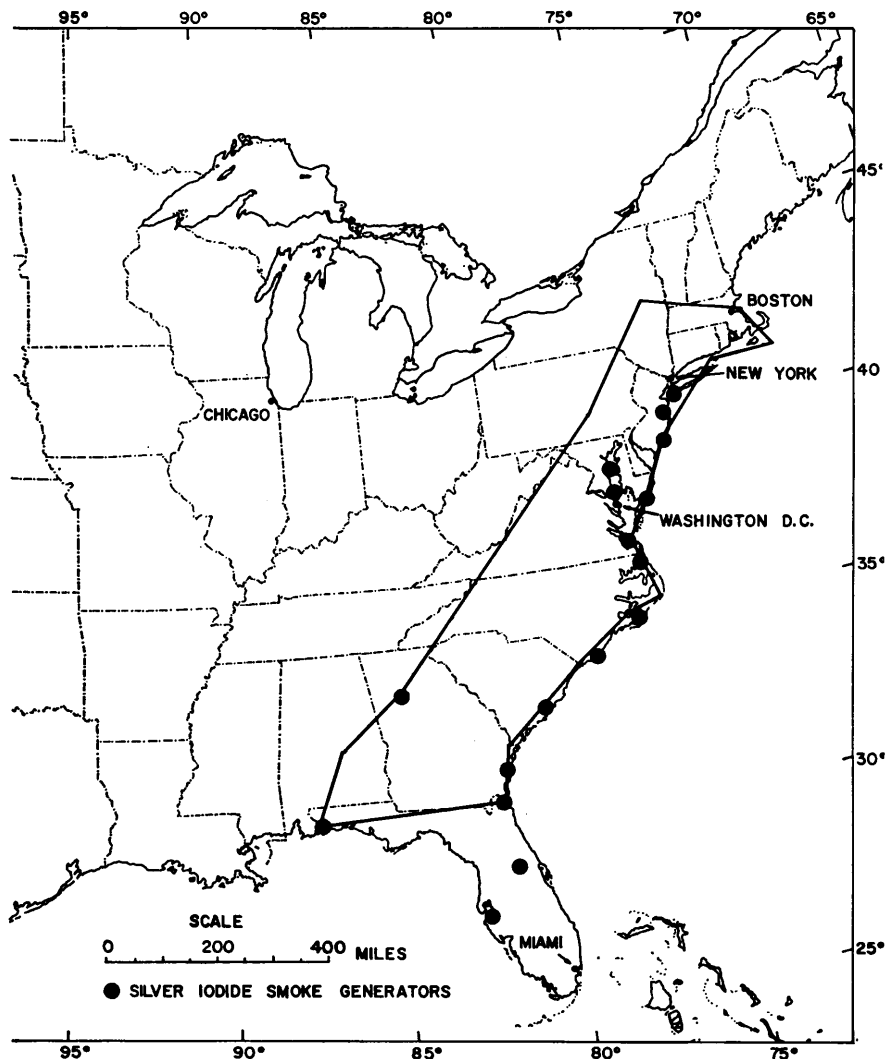 95° 90° 85° 80° 75° 70° 65°
45°
BOSTON
40
NEW YORK
CHICAGO
WASHINGTON D.C.
35°
30°
SCALE
0 200 400 MILES
MIAMI
25°
SILVER IODIDE SMOKE GENERATORS
95° 90° 85° 80° 75°